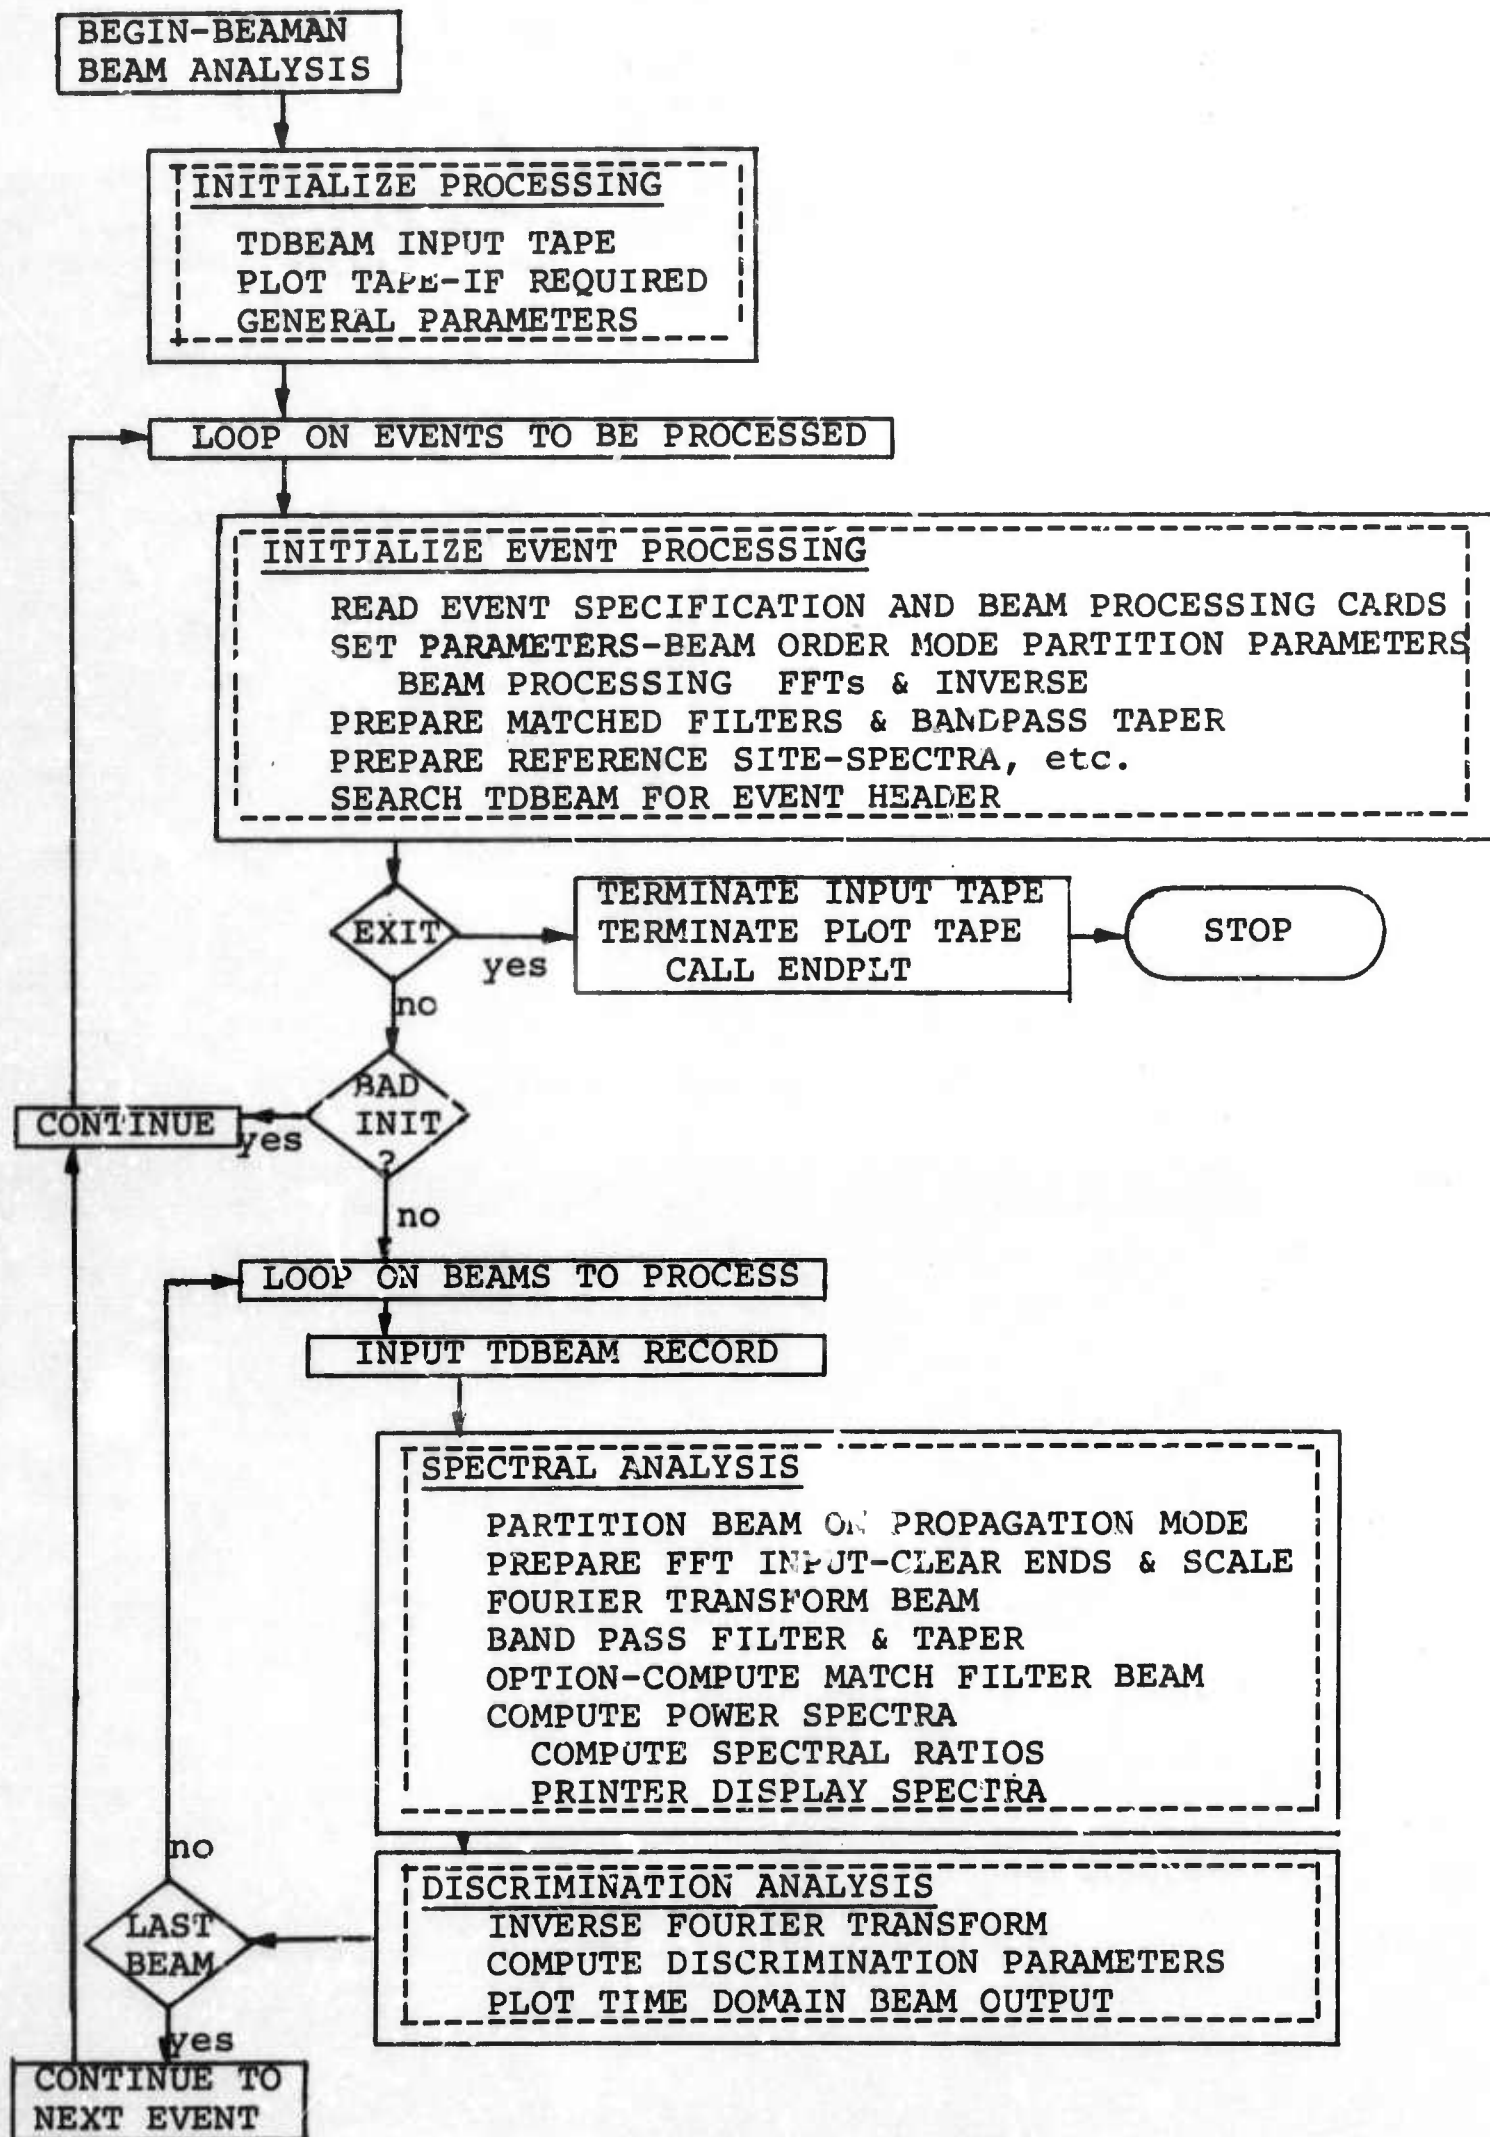 BEGIN-BEAMAN
BEAM ANALYSIS
INITIALIZE PROCESSING
TDBEAM INPUT TAPE
PLOT TAPE-IF REQUIRED
GENERAL PARAMETERS
LOOP ON EVENTS TO BE PROCESSED
INITIALIZE EVENT PROCESSING
READ EVENT SPECIFICATION AND BEAM PROCESSING CARDS
SET PARAMETERS-BEAM ORDER MODE PARTITION PARAMETERS
BEAM PROCESSING FFTs & INVERSE
PREPARE MATCHED FILTERS & BANDPASS TAPER
PREPARE REFERENCE SITE-SPECTRA, etc.
SEARCH TDBEAM FOR EVENT HEADER
EXIT
yes
TERMINATE INPUT TAPE
TERMINATE PLOT TAPE
CALL ENDPLT
STOP
no
BAD
INIT
?
yes
CONTINUE
no
LOOP ON BEAMS TO PROCESS
INPUT TDBEAM RECORD
SPECTRAL ANALYSIS
PARTITION BEAM ON PROPAGATION MODE
PREPARE FFT INPUT-CLEAR ENDS & SCALE
FOURIER TRANSFORM BEAM
BAND PASS FILTER & TAPER
OPTION-COMPUTE MATCH FILTER BEAM
COMPUTE POWER SPECTRA
COMPUTE SPECTRAL RATIOS
PRINTER DISPLAY SPECTRA
DISCRIMINATION ANALYSIS
INVERSE FOURIER TRANSFORM
COMPUTE DISCRIMINATION PARAMETERS
PLOT TIME DOMAIN BEAM OUTPUT
no
LAST
BEAM
yes
CONTINUE TO
NEXT EVENT